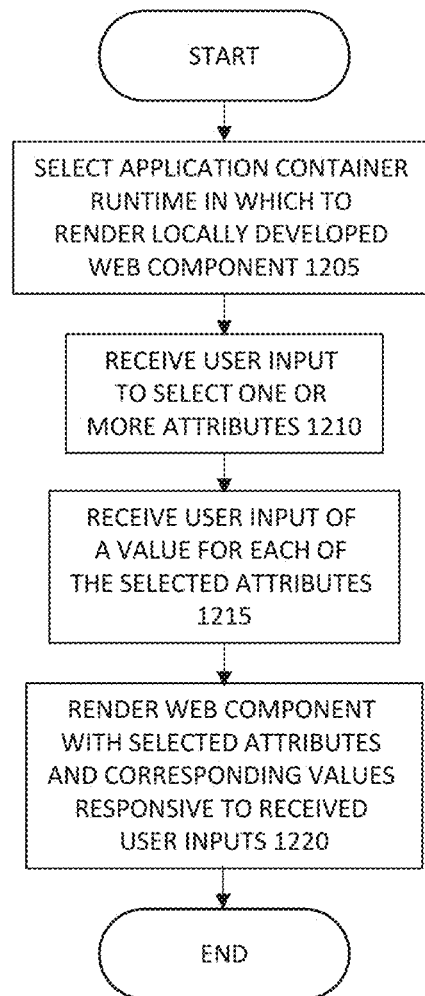 START
SELECT APPLICATION CONTAINER
RUNTIME IN WHICH TO
RENDER LOCALLY DEVELOPED
WEB COMPONENT 1205
RECEIVE USER INPUT
TO SELECT ONE OR
MORE ATTRIBUTES 1210
RECEIVE USER INPUT OF
A VALUE FOR EACH OF
THE SELECTED ATTRIBUTES
1215
RENDER WEB COMPONENT
WITH SELECTED ATTRIBUTES
AND CORRESPONDING VALUES
RESPONSIVE TO RECEIVED
USER INPUTS 1220
END